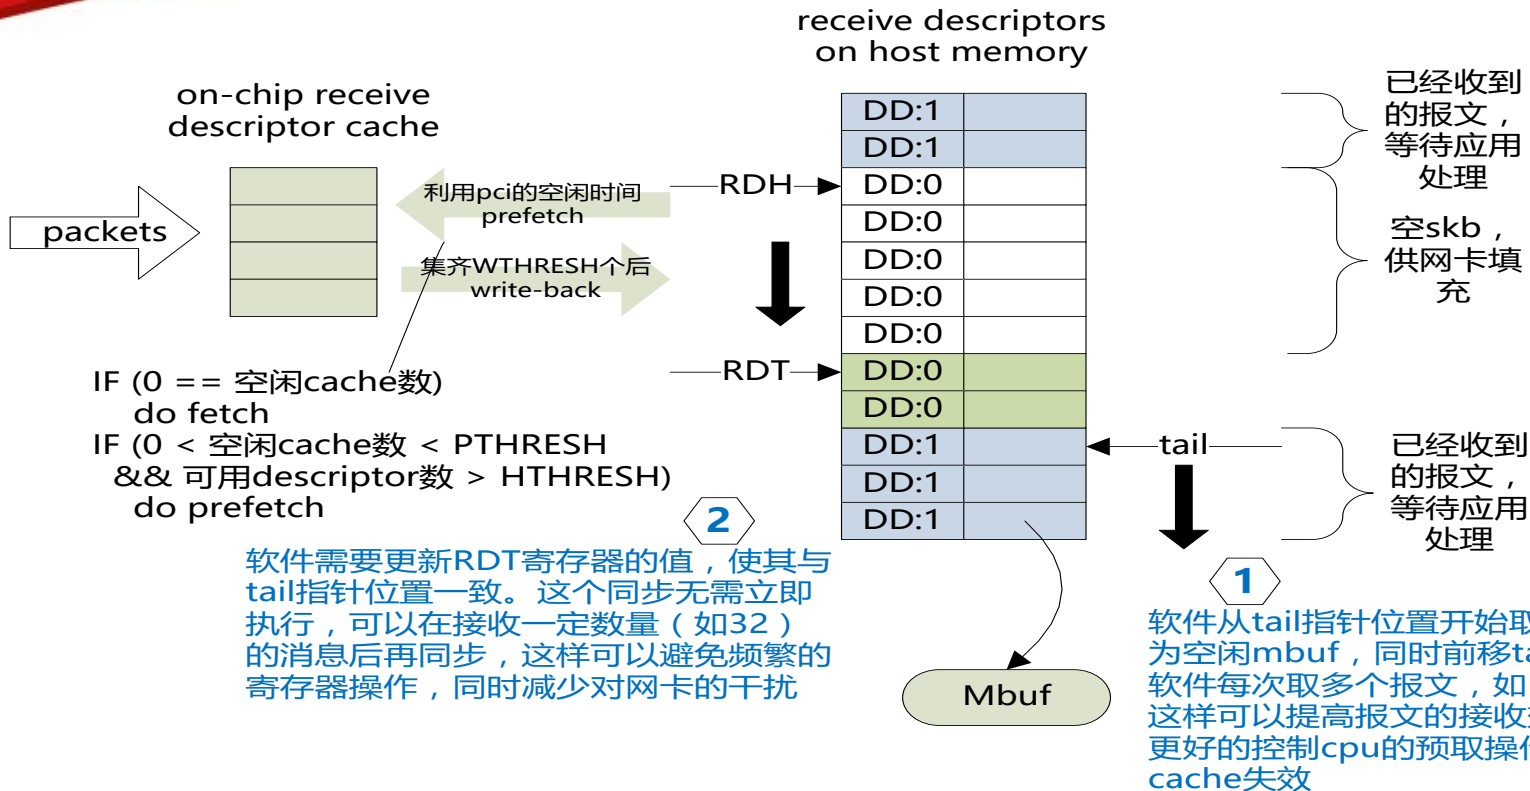 receive descriptors
on host memory
on-chip receive
descriptor cache
packets
利用pci的空闲时间
prefetch
集齐WTHRESH个后
write-back
RDH
RDT
DD:1
DD:1
DD:0
DD:0
DD:0
DD:0
DD:0
DD:0
DD:0
DD:1
DD:1
DD:1
tail
已经收到
的报文，
等待应用
处理
空skb，
供网卡填
充
已经收到
的报文，
等待应用
处理
IF (0 == 空闲cache数)
do fetch
IF (0 < 空闲cache数 < PTHRESH
&& 可用descriptor数 > HTHRESH)
do prefetch
2
软件需要更新RDT寄存器的值，使其与
tail指针位置一致。这个同步无需立即
执行，可以在接收一定数量（如32）
的消息后再同步，这样可以避免频繁的
寄存器操作，同时减少对网卡的干扰
Mbuf
1
软件从tail指针位置开始取
为空闲mbuf，同时前移
软件每次取多个报文，如
这样可以提高报文的接收
更好的控制cpu的预取操
cache失效